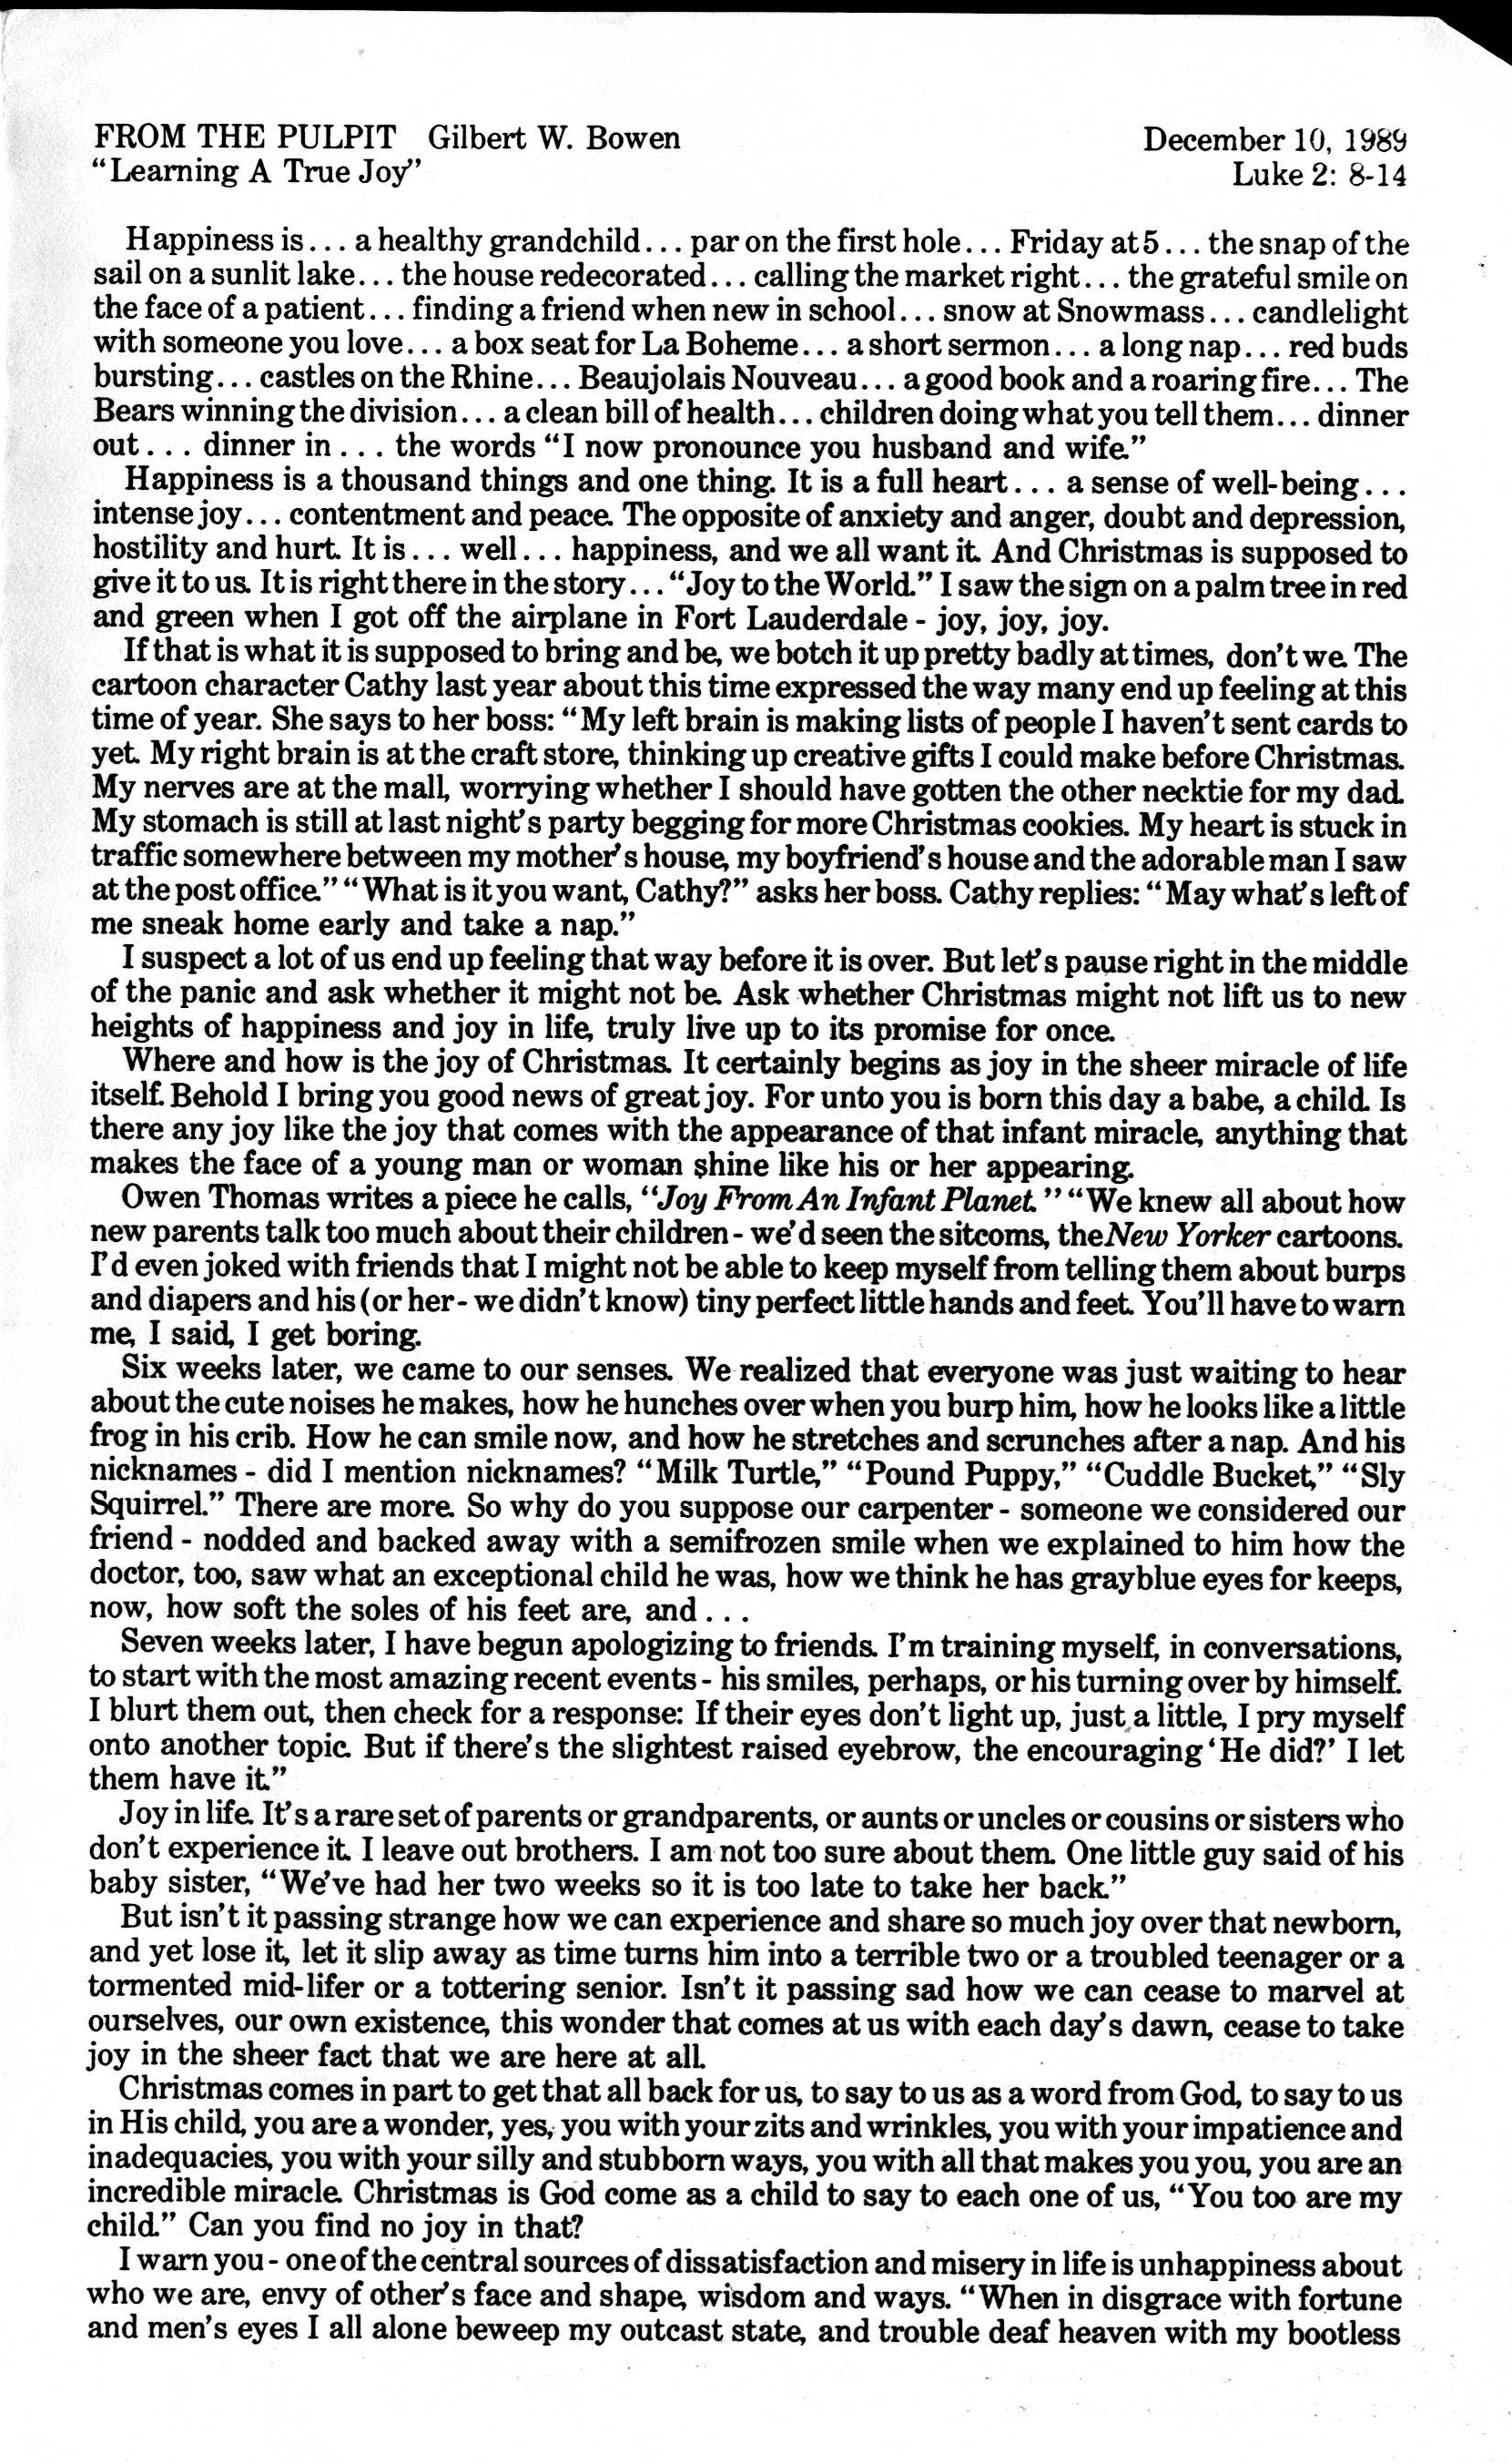 FROM THE PULPIT Gilbert W. Bowen December 10, 1989
“Learning A True Joy” Luke 2: 8-14
Happiness is... a healthy grandchild... par on the first hole... Friday at 5... the snap of the
sail on a sunlit lake... the house redecorated... calling the market right... the grateful smile on
the face of a patient... finding a friend when new in school... snow at Snowmass... candlelight
with someone you love... a box seat for La Boheme... a short sermon... a long nap... red buds
bursting... castles on the Rhine... Beaujolais Nouveau... a good book and a roaring fire... The
Bears winning the division... a clean bill of health... children doing what you tell them... dinner
out... dinner in... the words “I now pronounce you husband and wife.”
Happiness is a thousand things and one thing. It is a full heart... a sense of well-being...
intense joy... contentment and peace. The opposite of anxiety and anger, doubt and depression,
hostility and hurt. It is... well... happiness, and we all want it. And Christmas is supposed to
give it to us. It is right there in the story... “Joy to the World.” I saw the sign on a palm tree in red
and green when I got off the airplane in Fort Lauderdale - joy, joy, joy.
If that is what it is supposed to bring and be, we botch it up pretty badly at times, don't we. The
cartoon character Cathy last year about this time expressed the way many end up feeling at this
time of year. She says to her boss: “My left brain is making lists of people I haven't sent cards to
yet. My right brain is at the craft store, thinking up creative gifts I could make before Christmas.
My nerves are at the mall, worrying whether I should have gotten the other necktie for my dad.
My stomach is still at last night's party begging for more Christmas cookies. My heart is stuck in
traffic somewhere between my mother's house, my boyfriend's house and the adorable man I saw
at the post office.” “What is it you want, Cathy?” asks her boss. Cathy replies: “May what's left of
me sneak home early and take a nap.”
I suspect a lot of us end up feeling that way before it is over. But let's pause right in the middle
of the panic and ask whether it might not be. Ask whether Christmas might not lift us to new
heights of happiness and joy in life, truly live up to its promise for once.
Where and how is the joy of Christmas. It certainly begins as joy in the sheer miracle of life
itself. Behold I bring you good news of great joy. For unto you is born this day a babe, a child. Is
there any joy like the joy that comes with the appearance of that infant miracle, anything that
makes the face of a young man or woman shine like his or her appearing.
Owen Thomas writes a piece he calls, “Joy From An Infant Planet.” “We knew all about how
new parents talk too much about their children - we'd seen the sitcoms, the New Yorker cartoons.
I'd even joked with friends that I might not be able to keep myself from telling them about burps
and diapers and his (or her - we didn't know) tiny perfect little hands and feet. You'll have to warn
me, I said, I get boring.
Six weeks later, we came to our senses. We realized that everyone was just waiting to hear
about the cute noises he makes, how he hunches over when you burp him, how he looks like a little
frog in his crib. How he can smile now, and how he stretches and scrunches after a nap. And his
nicknames - did I mention nicknames? “Milk Turtle,” “Pound Puppy,” “Cuddle Bucket,” “Sly
Squirrel.” There are more. So why do you suppose our carpenter - someone we considered our
friend - nodded and backed away with a semifrozen smile when we explained to him how the
doctor, too, saw what an exceptional child he was, how we think he has grayblue eyes for keeps,
now, how soft the soles of his feet are, and...
Seven weeks later, I have begun apologizing to friends. I'm training myself, in conversations,
to start with the most amazing recent events - his smiles, perhaps, or his turning over by himself.
I blurt them out, then check for a response: If their eyes don't light up, just a little, I pry myself
onto another topic. But if there's the slightest raised eyebrow, the encouraging ‘He did?’ I let
them have it.”
Joy in life. It's a rare set of parents or grandparents, or aunts or uncles or cousins or sisters who
don't experience it. I leave out brothers. I am not too sure about them. One little guy said of his
baby sister, “We've had her two weeks so it is too late to take her back.”
But isn't it passing strange how we can experience and share so much joy over that newborn,
and yet lose it, let it slip away as time turns him into a terrible two or a troubled teenager or a
tormented mid-lifer or a tottering senior. Isn't it passing sad how we can cease to marvel at
ourselves, our own existence, this wonder that comes at us with each day's dawn, cease to take
joy in the sheer fact that we are here at all.
Christmas comes in part to get that all back for us, to say to us as a word from God, to say to us
in His child, you are a wonder, yes, you with your zits and wrinkles, you with your impatience and
inadequacies, you with your silly and stubborn ways, you with all that makes you you, you are an
incredible miracle. Christmas is God come as a child to say to each one of us, “You too are my
child.” Can you find no joy in that?
I warn you - one of the central sources of dissatisfaction and misery in life is unhappiness about
who we are, envy of other's face and shape, wisdom and ways. “When in disgrace with fortune
and men's eyes I all alone beweep my outcast state, and trouble deaf heaven with my bootless